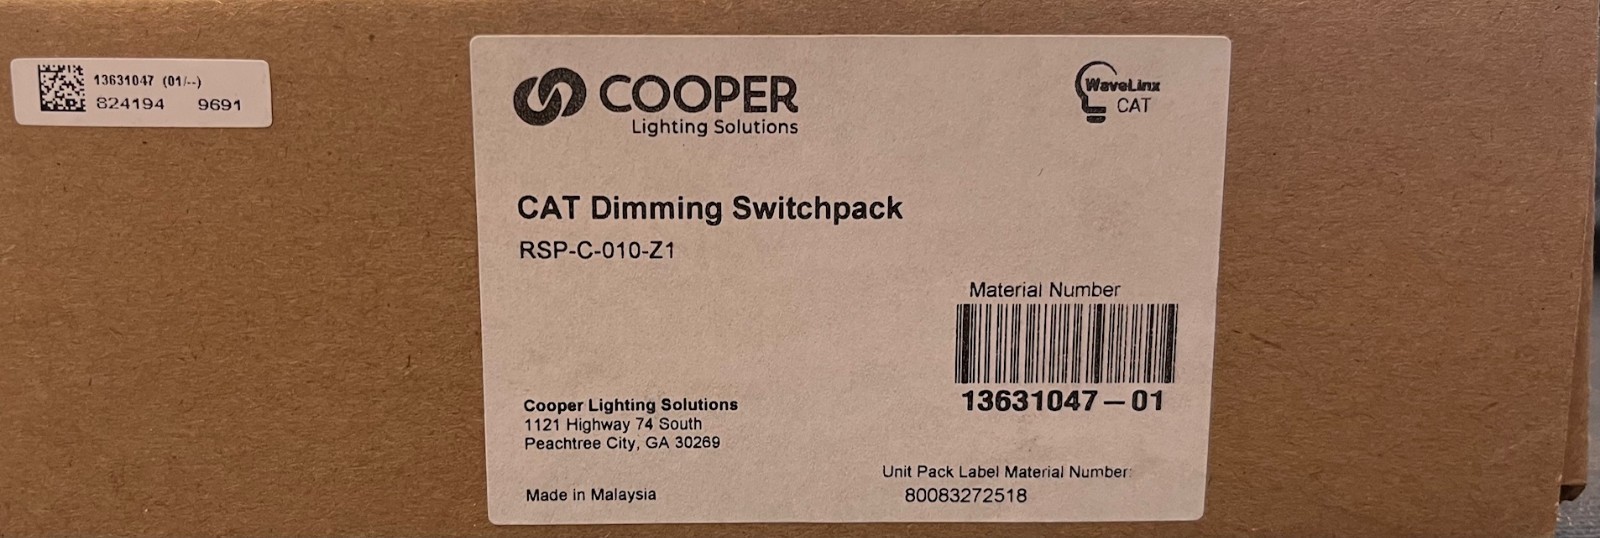 13631047 (01/--)
824194 9691
COOPER
Lighting Solutions
WaveLinx
CAT
CAT Dimming Switchpack
RSP-C-010-Z1
Material Number
13631047-01
Cooper Lighting Solutions
1121 Highway 74 South
Peachtree City, GA 30269
Unit Pack Label Material Number:
80083272518
Made in Malaysia